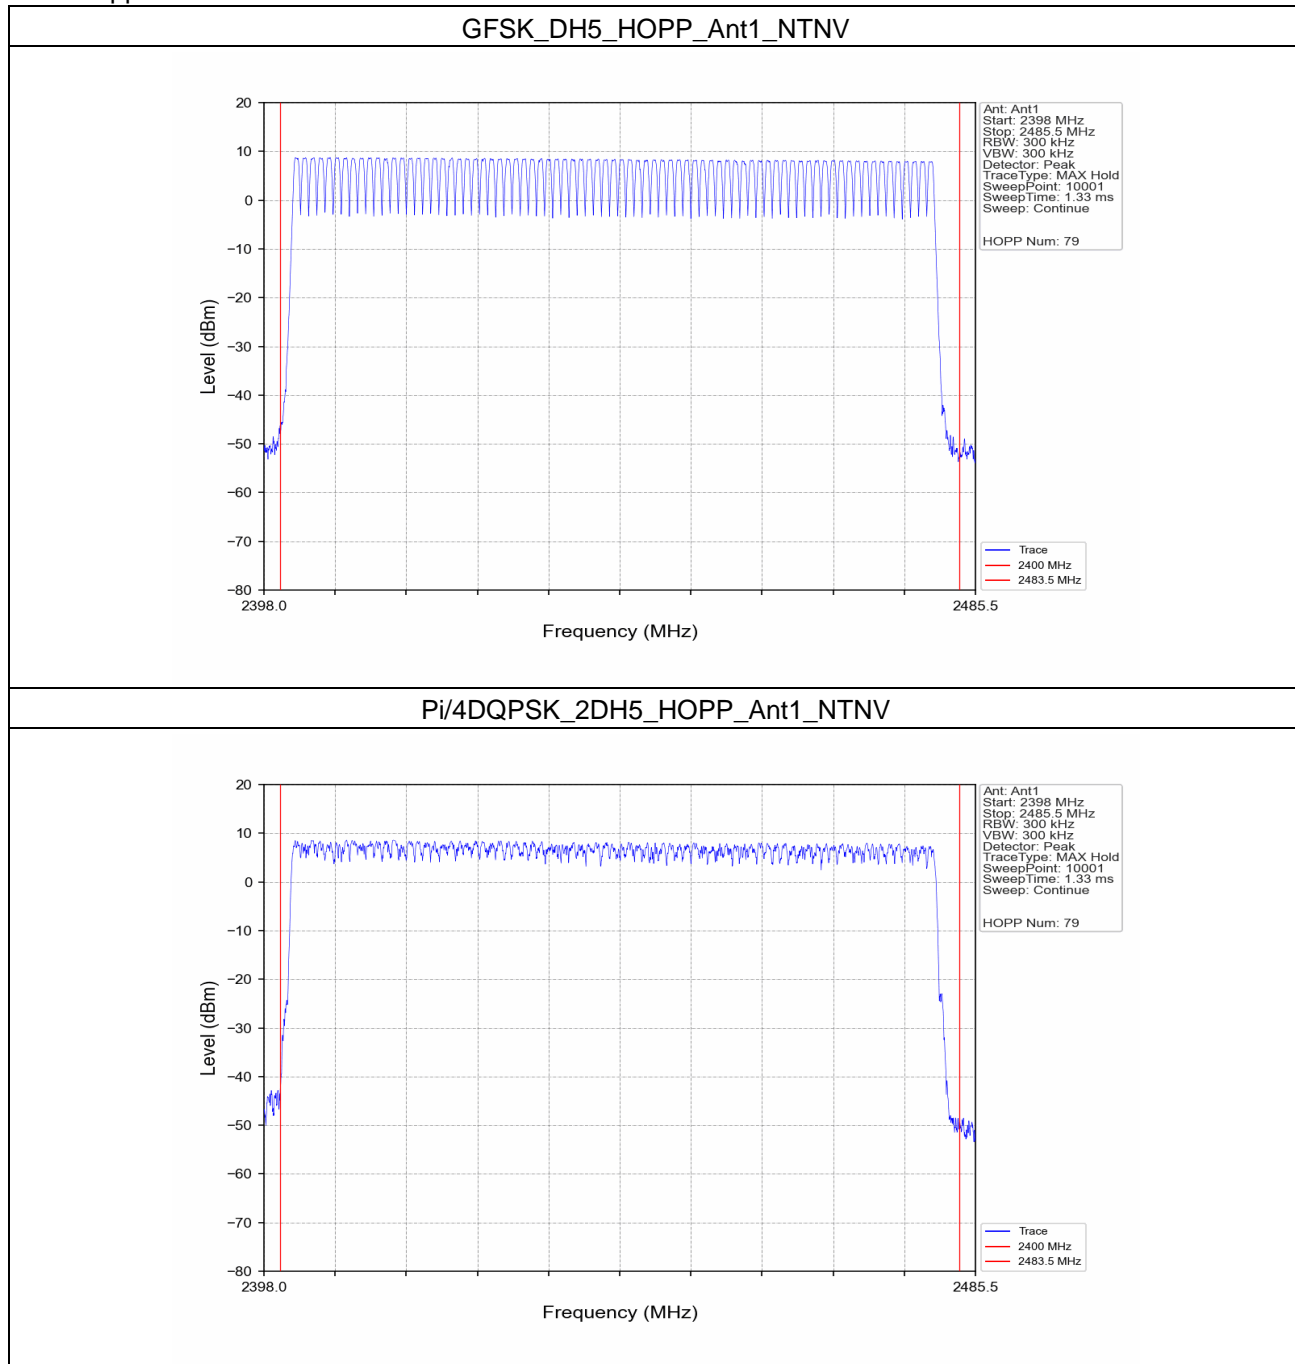 GFSK_DH5_HOPP_Ant1_NTNV
20
10
0
−10
−20
−30
−40
−50
−60
−70
−80
Level (dBm)
2398.0
2485.5
Frequency (MHz)
Ant: Ant1
Start: 2398 MHz
Stop: 2485.5 MHz
RBW: 300 kHz
VBW: 300 kHz
Detector: Peak
TraceType: MAX Hold
SweepPoint: 10001
SweepTime: 1.33 ms
Sweep: Continue
HOPP Num: 79
Trace
2400 MHz
2483.5 MHz
Pi/4DQPSK_2DH5_HOPP_Ant1_NTNV
20
10
0
−10
−20
−30
−40
−50
−60
−70
−80
Level (dBm)
2398.0
2485.5
Frequency (MHz)
Ant: Ant1
Start: 2398 MHz
Stop: 2485.5 MHz
RBW: 300 kHz
VBW: 300 kHz
Detector: Peak
TraceType: MAX Hold
SweepPoint: 10001
SweepTime: 1.33 ms
Sweep: Continue
HOPP Num: 79
Trace
2400 MHz
2483.5 MHz